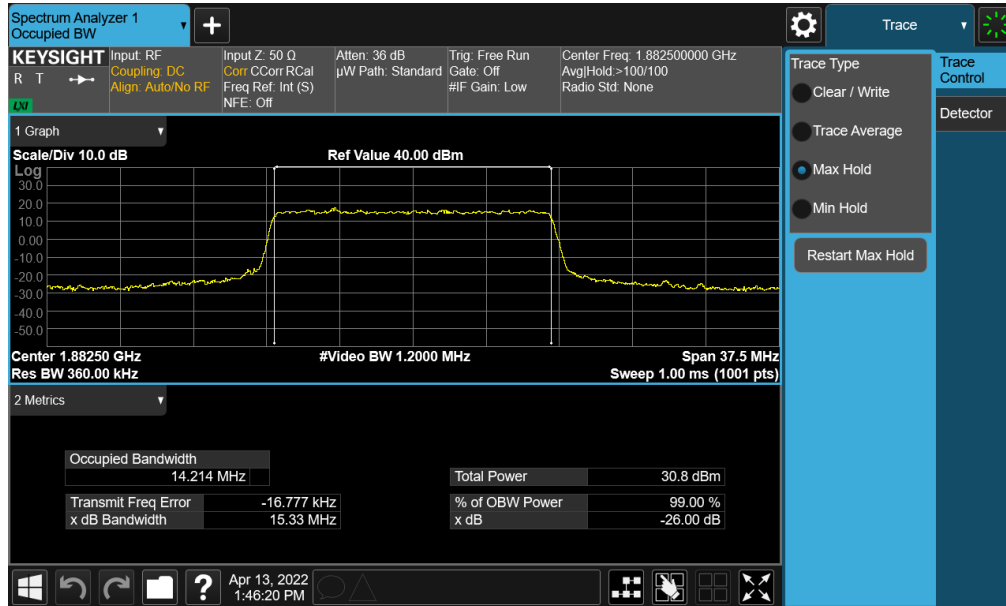 Spectrum Analyzer 1
Occupied BW
Trace
KEYSIGHT
R T
LXI
Input: RF
Coupling: DC
Align: Auto/No RF
Input Z: 50 Ω
Corr CCorr RCal
Freq Ref: Int (S)
NFE: Off
Atten: 36 dB
µW Path: Standard
Trig: Free Run
Gate: Off
#IF Gain: Low
Center Freq: 1.882500000 GHz
Avg|Hold:>100/100
Radio Std: None
1 Graph
Scale/Div 10.0 dB
Ref Value 40.00 dBm
Log
30.0
20.0
10.0
0.00
-10.0
-20.0
-30.0
-40.0
-50.0
Center 1.88250 GHz
#Video BW 1.2000 MHz
Span 37.5 MHz
Res BW 360.00 kHz
Sweep 1.00 ms (1001 pts)
2 Metrics
Occupied Bandwidth
14.214 MHz
Total Power 30.8 dBm
Transmit Freq Error -16.777 kHz
% of OBW Power 99.00 %
x dB Bandwidth 15.33 MHz
x dB -26.00 dB
?
Apr 13, 2022
1:46:20 PM
Trace Type
Clear / Write
Trace Average
Max Hold
Min Hold
Restart Max Hold
Trace
Control
Detector